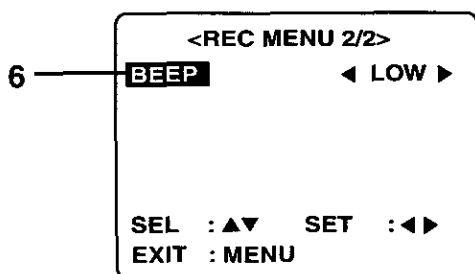 <REC MENU 2/2>
6 BEEP ◀ LOW ▶
SEL : ▲▼ SET : ◀ ▶
EXIT : MENU